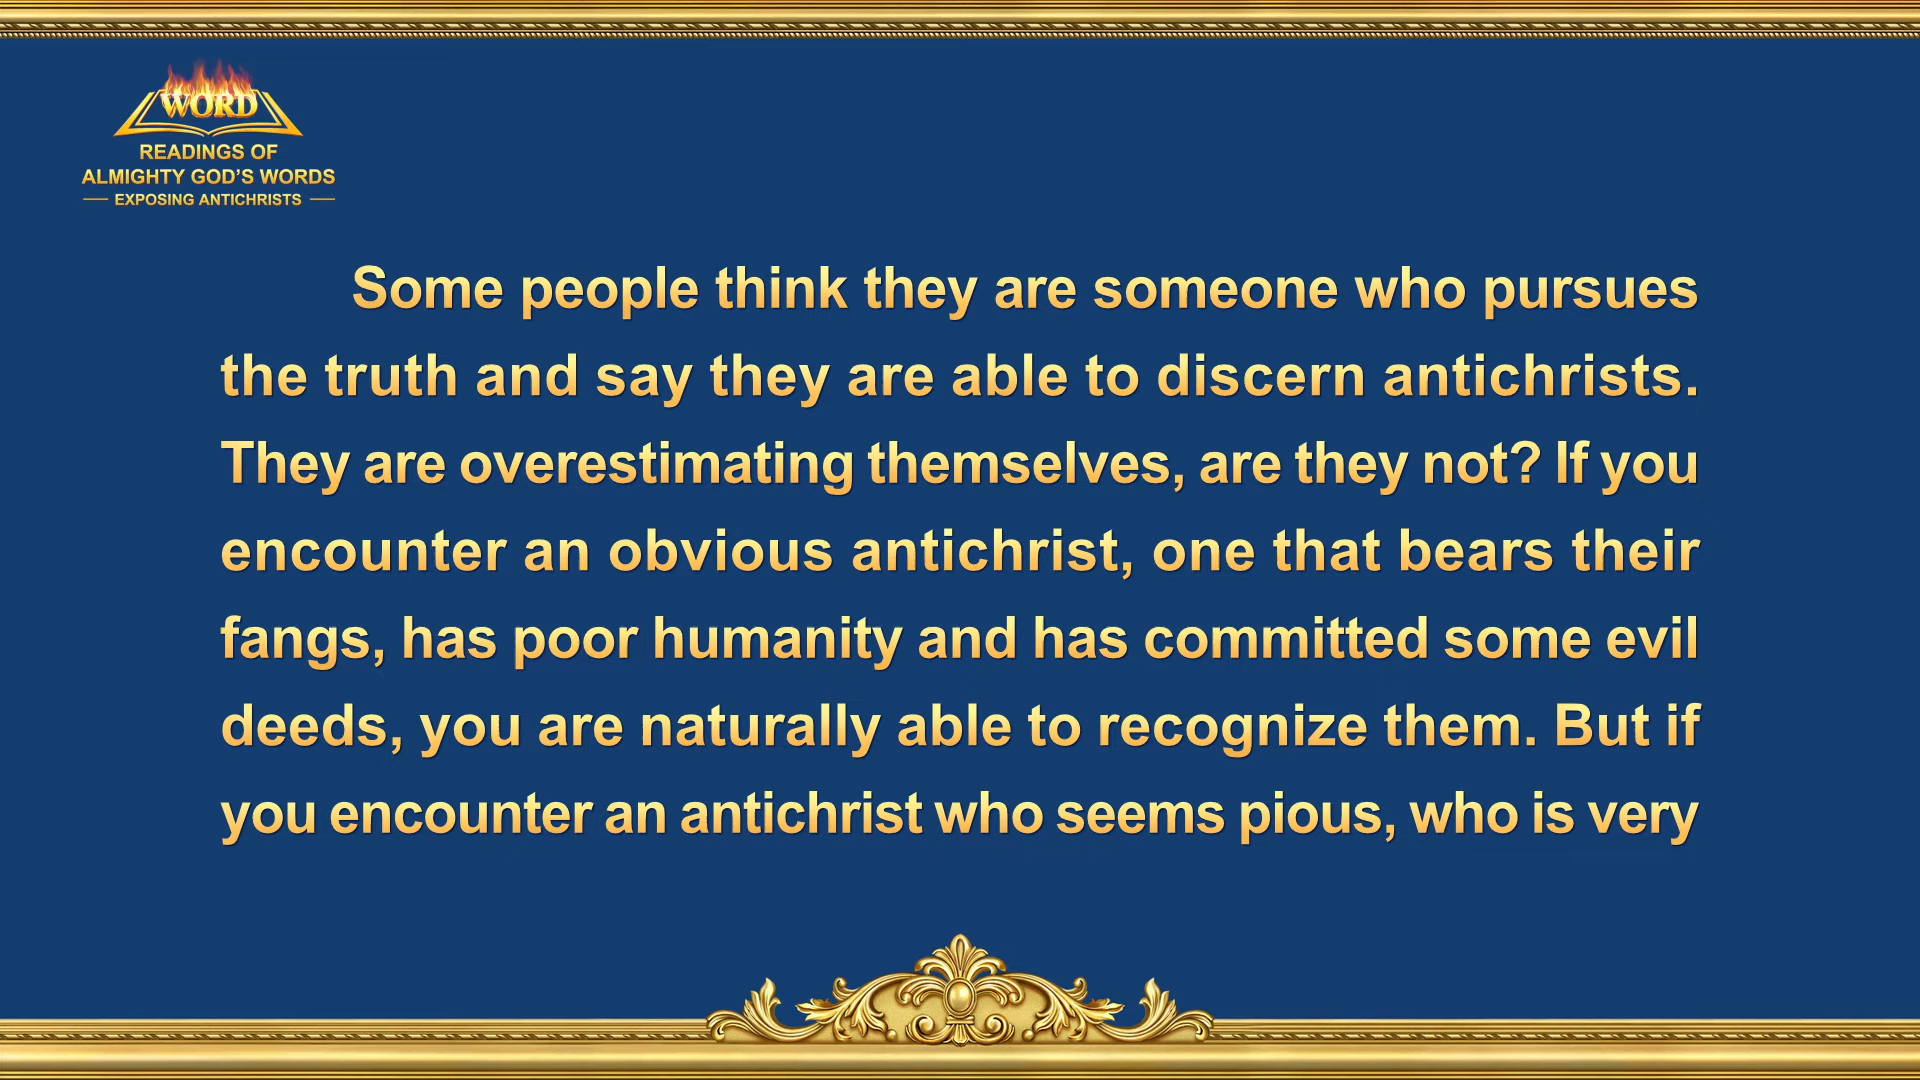 WORD
READINGS OF
ALMIGHTY GOD'S WORDS
EXPOSING ANTICHRISTS
Some people think they are someone who pursues
the truth and say they are able to discern antichrists.
They are overestimating themselves, are they not? If you
encounter an obvious antichrist, one that bears their
fangs, has poor humanity and has committed some evil
deeds, you are naturally able to recognize them. But if
you encounter an antichrist who seems pious, who is very